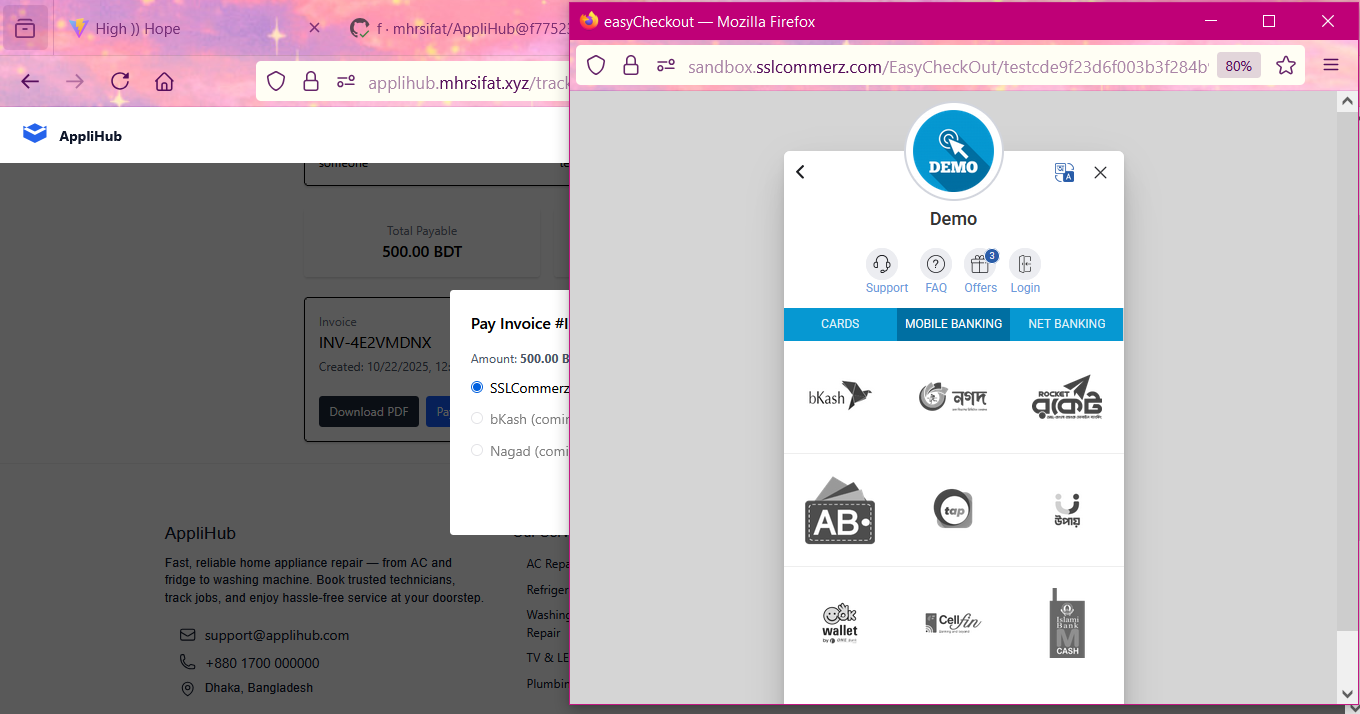 High )) Hope
f · mhrsifat/AppliHub@f7752
applihub.mhrsifat.xyz/track
AppliHub
someone
Total Payable
500.00 BDT
Invoice
INV-4E2VMDNX
Created: 10/22/2025, 12:
Download PDF
Pa
Pay Invoice #I
Amount: 500.00 B
SSLCommerz
bKash (comin
Nagad (comi
AppliHub
Fast, reliable home appliance repair — from AC and
fridge to washing machine. Book trusted technicians,
track jobs, and enjoy hassle-free service at your doorstep.
support@applihub.com
+880 1700 000000
Dhaka, Bangladesh
Our Servic
AC Repa
Refriger
Washing
Repair
TV & LE
Plumbin
easyCheckout — Mozilla Firefox
sandbox.sslcommerz.com/EasyCheckOut/testcde9f23d6f003b3f284b
80%
DEMO
A
Demo
3
Support FAQ Offers Login
CARDS MOBILE BANKING NET BANKING
bKash
নগদ
ROCKET
রকেট
AB
tap
উপায়
ok
wallet
by
Cellfin
Islami
Bank
M
CASH